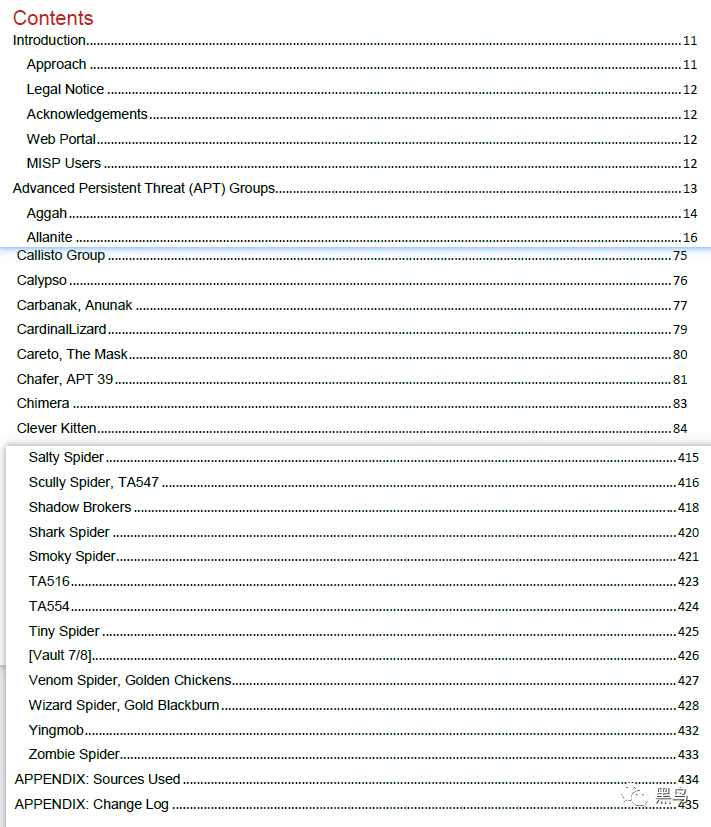 Contents
Introduction 11
Approach 11
Legal Notice 12
Acknowledgements 12
Web Portal 12
MISP Users 12
Advanced Persistent Threat (APT) Groups 13
Aggah 14
Allanite 16
Callisto Group 75
Calypso 76
Carbanak, Anunak 77
CardinalLizard 79
Careto, The Mask 80
Chafer, APT 39 81
Chimera 83
Clever Kitten 84
Salty Spider 415
Scully Spider, TA547 416
Shadow Brokers 418
Shark Spider 420
Smoky Spider 421
TA516 423
TA554 424
Tiny Spider 425
[Vault 7/8] 426
Venom Spider, Golden Chickens 427
Wizard Spider, Gold Blackburn 428
Yingmob 432
Zombie Spider 433
APPENDIX: Sources Used 434
APPENDIX: Change Log 435
黑鸟